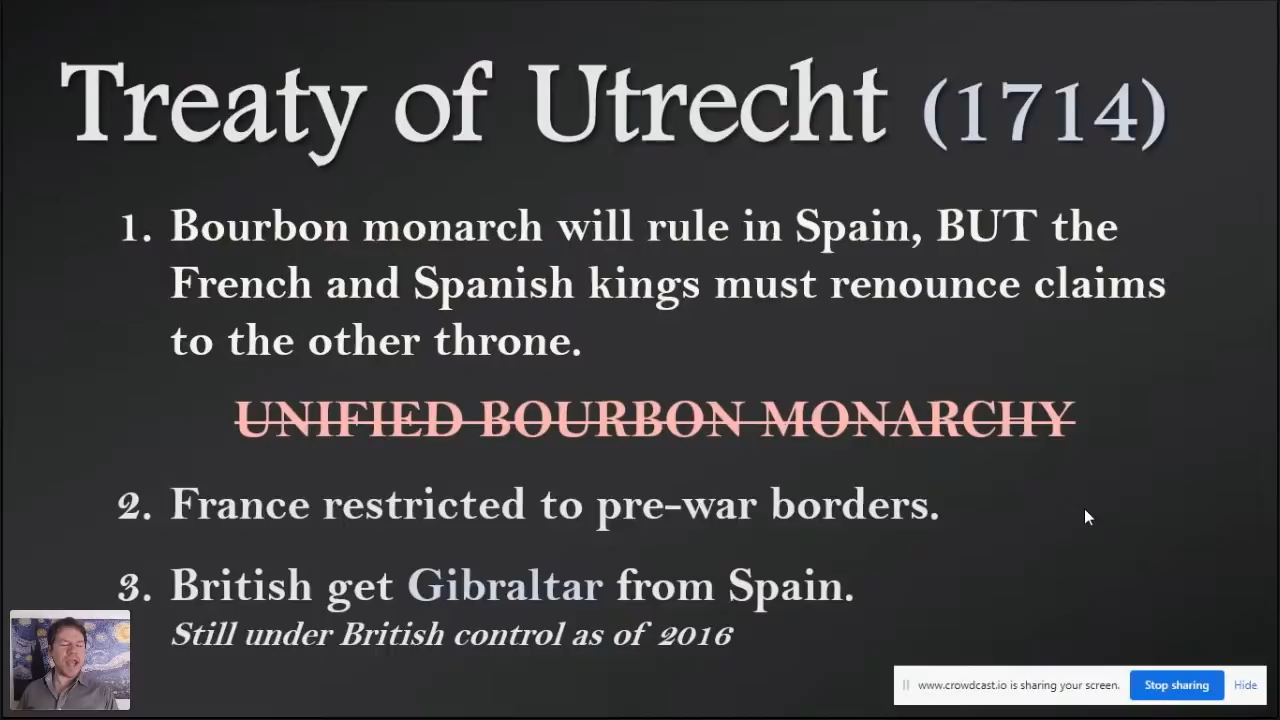 Treaty of Utrecht (1714)
1. Bourbon monarch will rule in Spain, BUT the
French and Spanish kings must renounce claims
to the other throne.
UNIFIED BOURBON MONARCHY
2. France restricted to pre-war borders.
3. British get Gibraltar from Spain.
Still under British control as of 2016
www.crowdcast.io is sharing your screen. Stop sharing Hide